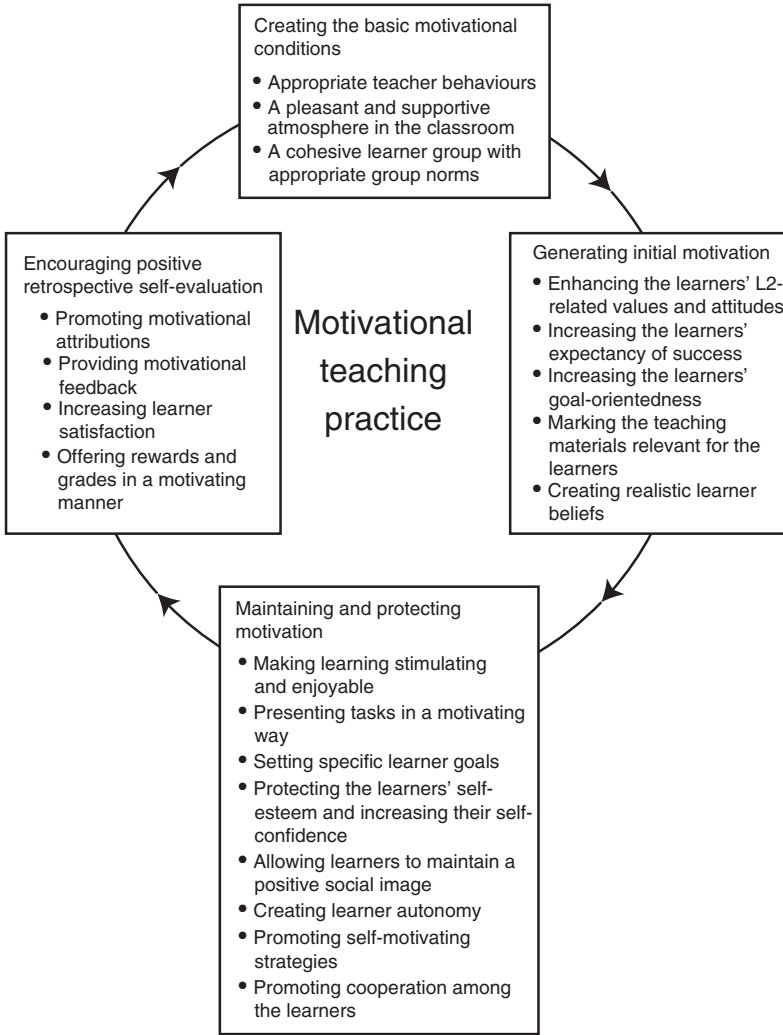 Creating the basic motivational
conditions
• Appropriate teacher behaviours
• A pleasant and supportive
atmosphere in the classroom
• A cohesive learner group with
appropriate group norms
Encouraging positive
retrospective self-evaluation
• Promoting motivational
attributions
• Providing motivational
feedback
• Increasing learner
satisfaction
• Offering rewards and
grades in a motivating
manner
Motivational
teaching
practice
Generating initial motivation
• Enhancing the learners’ L2-
related values and attitudes
• Increasing the learners’
expectancy of success
• Increasing the learners’
goal-orientedness
• Marking the teaching
materials relevant for the
learners
• Creating realistic learner
beliefs
Maintaining and protecting
motivation
• Making learning stimulating
and enjoyable
• Presenting tasks in a motivating
way
• Setting specific learner goals
• Protecting the learners’ self-
esteem and increasing their self-
confidence
• Allowing learners to maintain a
positive social image
• Creating learner autonomy
• Promoting self-motivating
strategies
• Promoting cooperation among
the learners